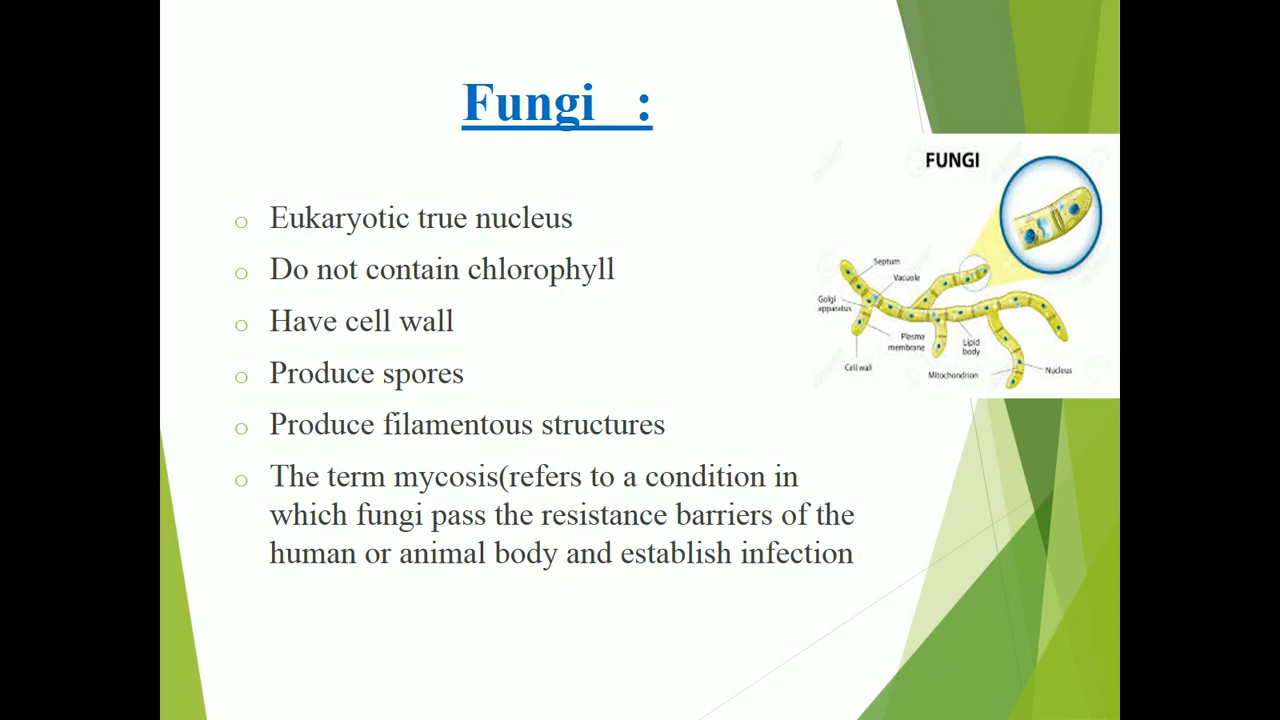 Fungi :
Eukaryotic true nucleus
Do not contain chlorophyll
Have cell wall
Produce spores
Produce filamentous structures
The term mycosis(refers to a condition in
which fungi pass the resistance barriers of the
human or animal body and establish infection
FUNGI
Septum
Vacuole
Golgi
apparatus
Plasma
membrane
Lipid
body
Cell wall
Mitochondrion
Nucleus